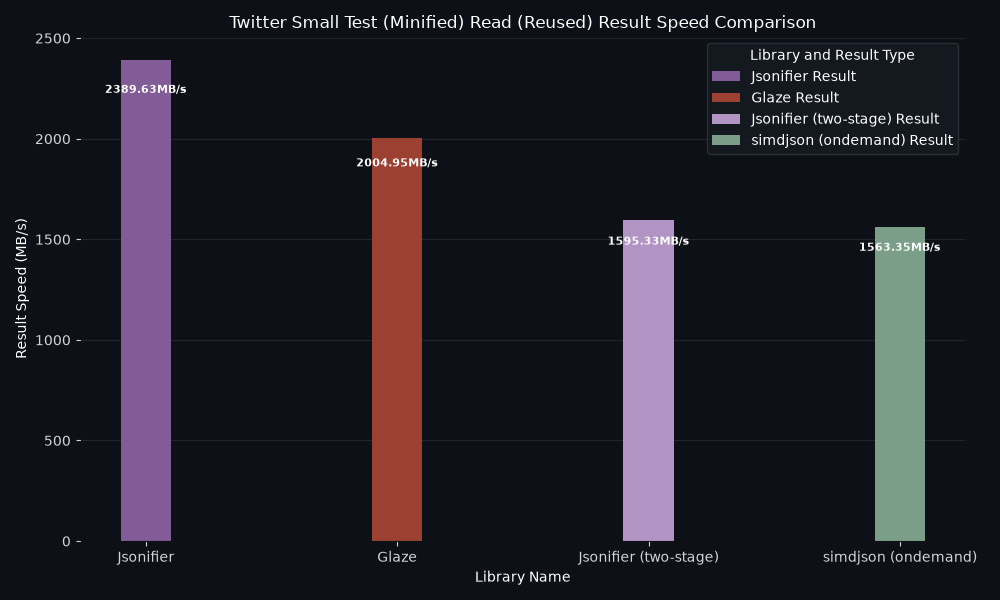 Twitter Small Test (Minified) Read (Reused) Result Speed Comparison
Library and Result Type
Jsonifier Result
Glaze Result
Jsonifier (two-stage) Result
simdjson (ondemand) Result
Result Speed (MB/s)
2500
2000
1500
1000
500
0
2389.63MB/s
2004.95MB/s
1595.33MB/s
1563.35MB/s
Jsonifier
Glaze
Jsonifier (two-stage)
simdjson (ondemand)
Library Name